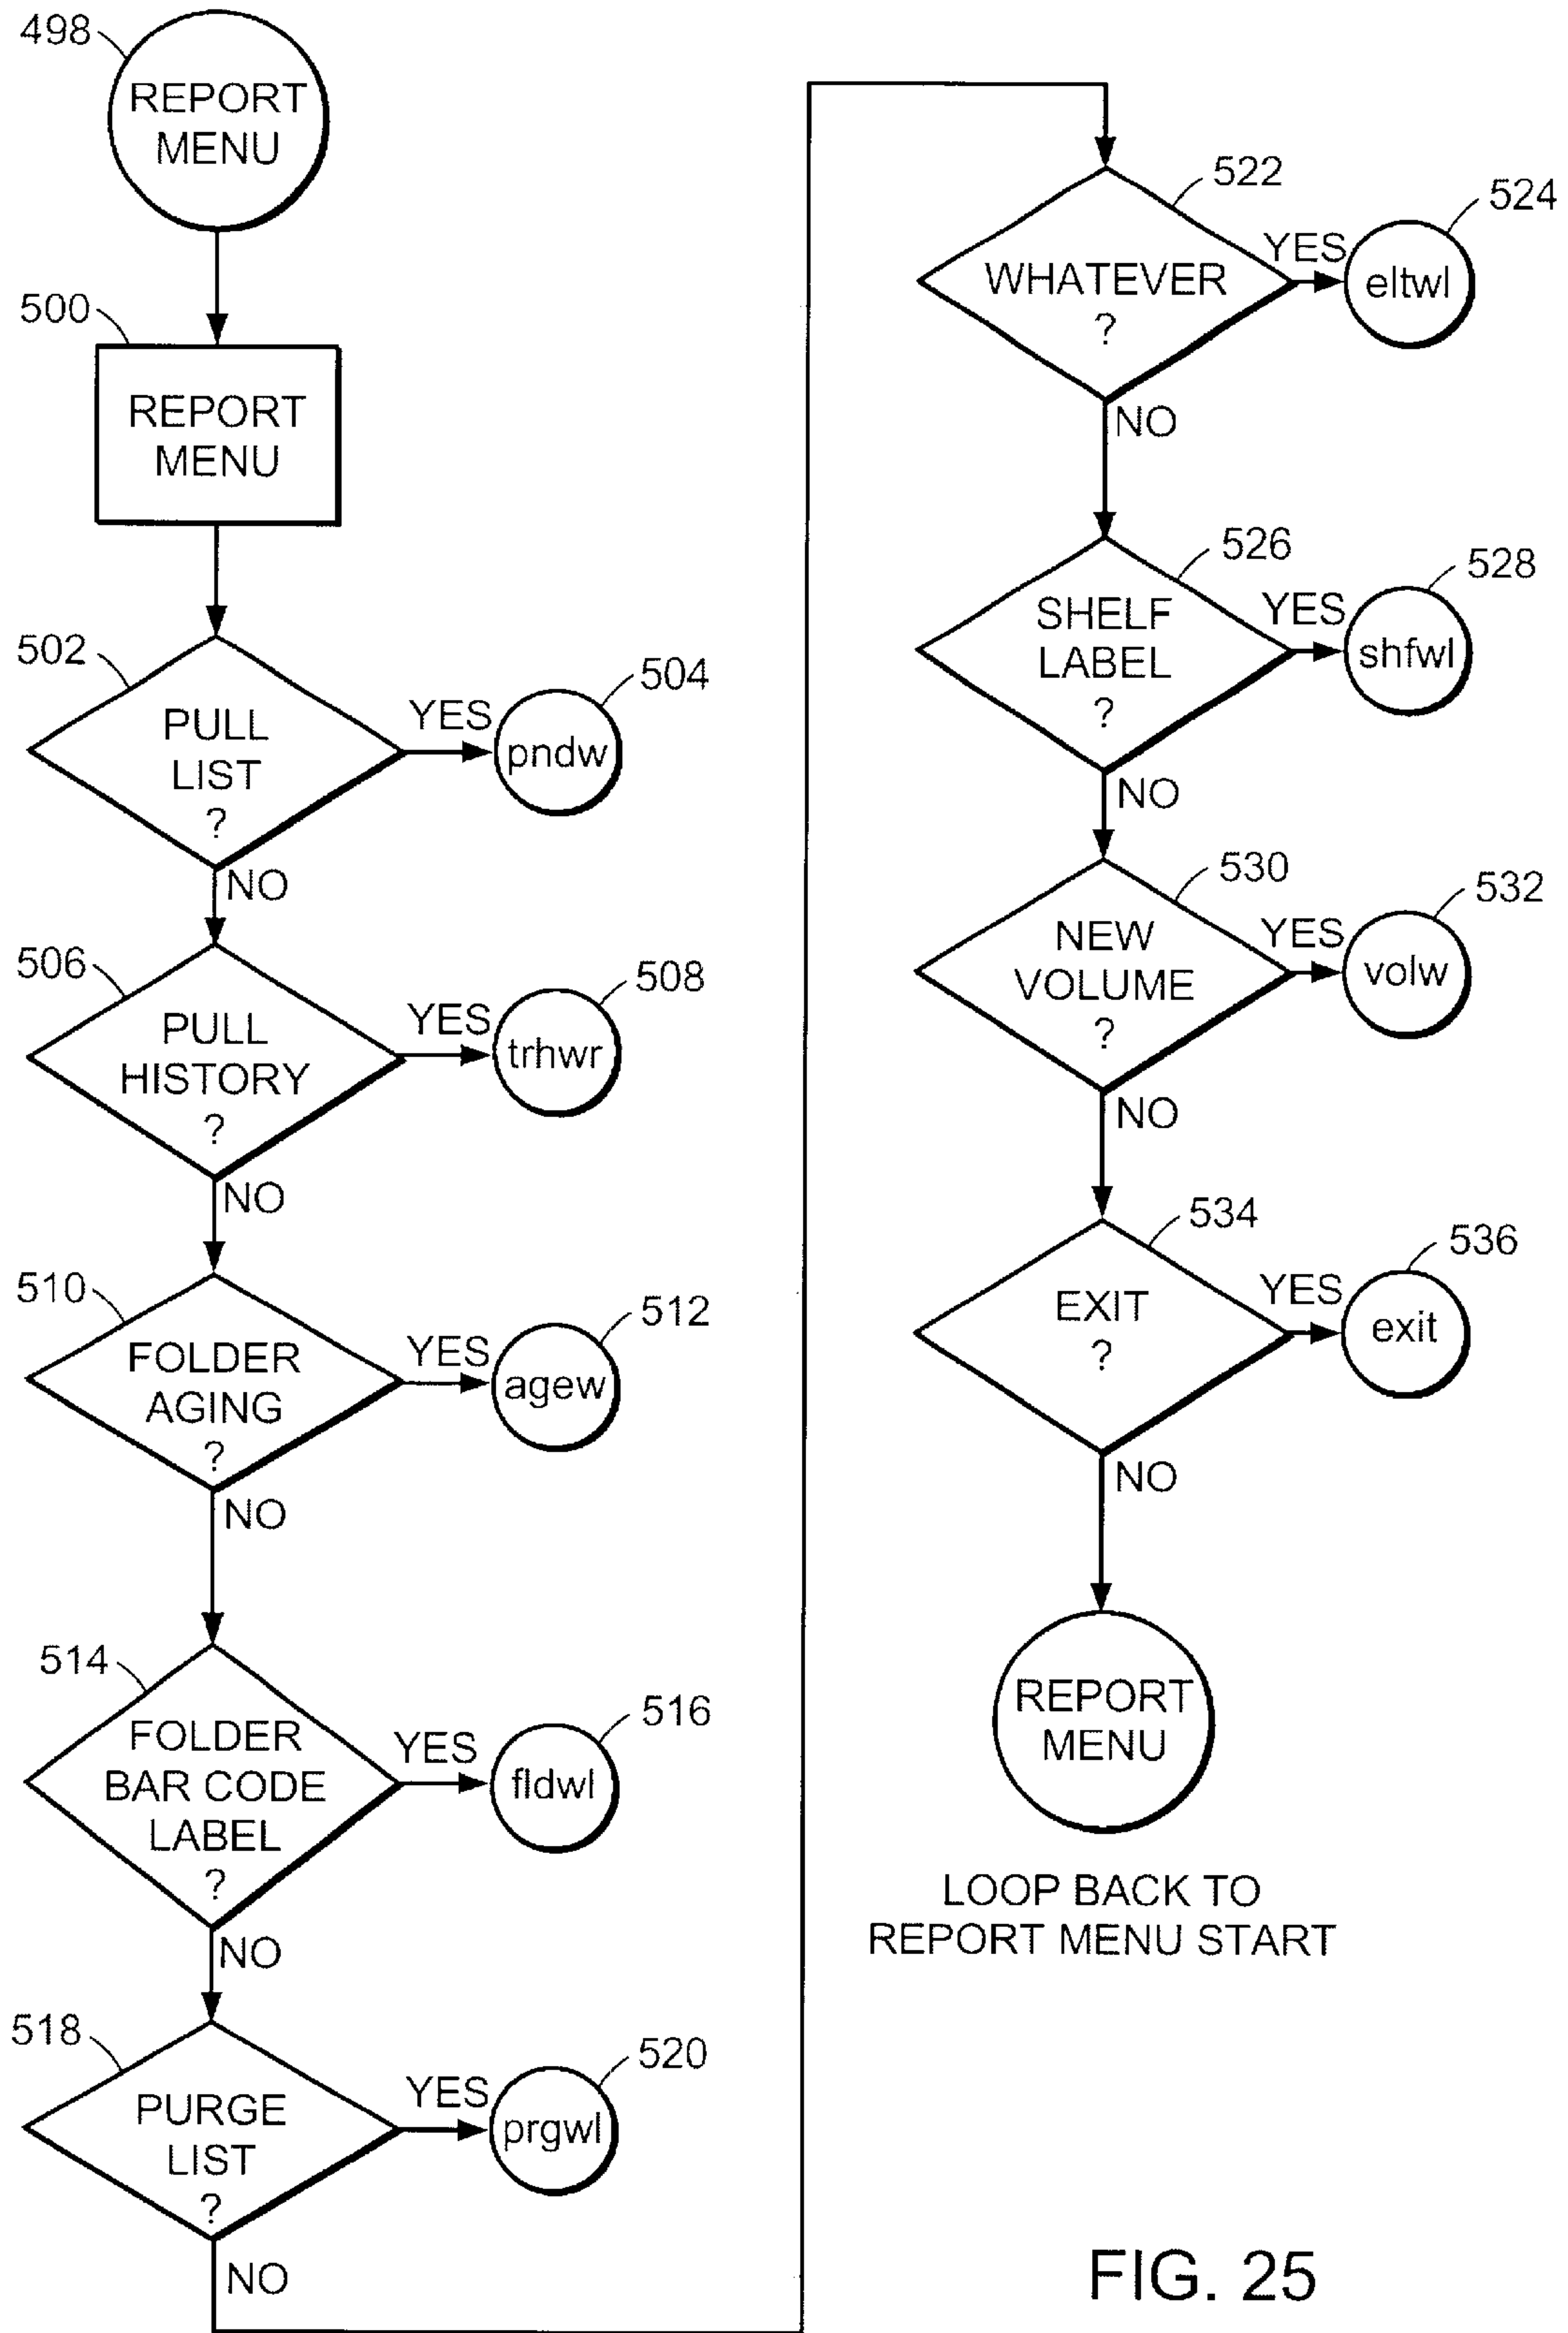 498
REPORT
MENU
500
REPORT
MENU
502
PULL
LIST
?
YES
504
pndw
NO
506
PULL
HISTORY
?
YES
508
trhwr
NO
510
FOLDER
AGING
?
YES
512
agew
NO
514
FOLDER
BAR CODE
LABEL
?
YES
516
fldwl
NO
518
PURGE
LIST
?
YES
520
prgwl
NO
522
WHATEVER
?
YES
524
eltwl
NO
526
SHELF
LABEL
?
YES
528
shfwl
NO
530
NEW
VOLUME
?
YES
532
volw
NO
534
EXIT
?
YES
536
exit
NO
REPORT
MENU
LOOP BACK TO
REPORT MENU START
FIG. 25